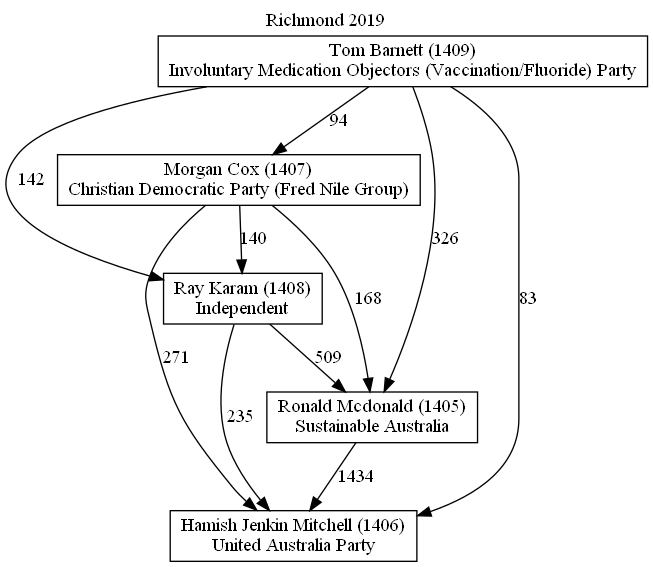 Richmond 2019
Tom Barnett (1409)
Involuntary Medication Objectors (Vaccination/Fluoride) Party
94
142
Morgan Cox (1407)
Christian Democratic Party (Fred Nile Group)
140
326
Ray Karam (1408)
Independent
168
83
271
509
Ronald Mcdonald (1405)
Sustainable Australia
235
1434
Hamish Jenkin Mitchell (1406)
United Australia Party